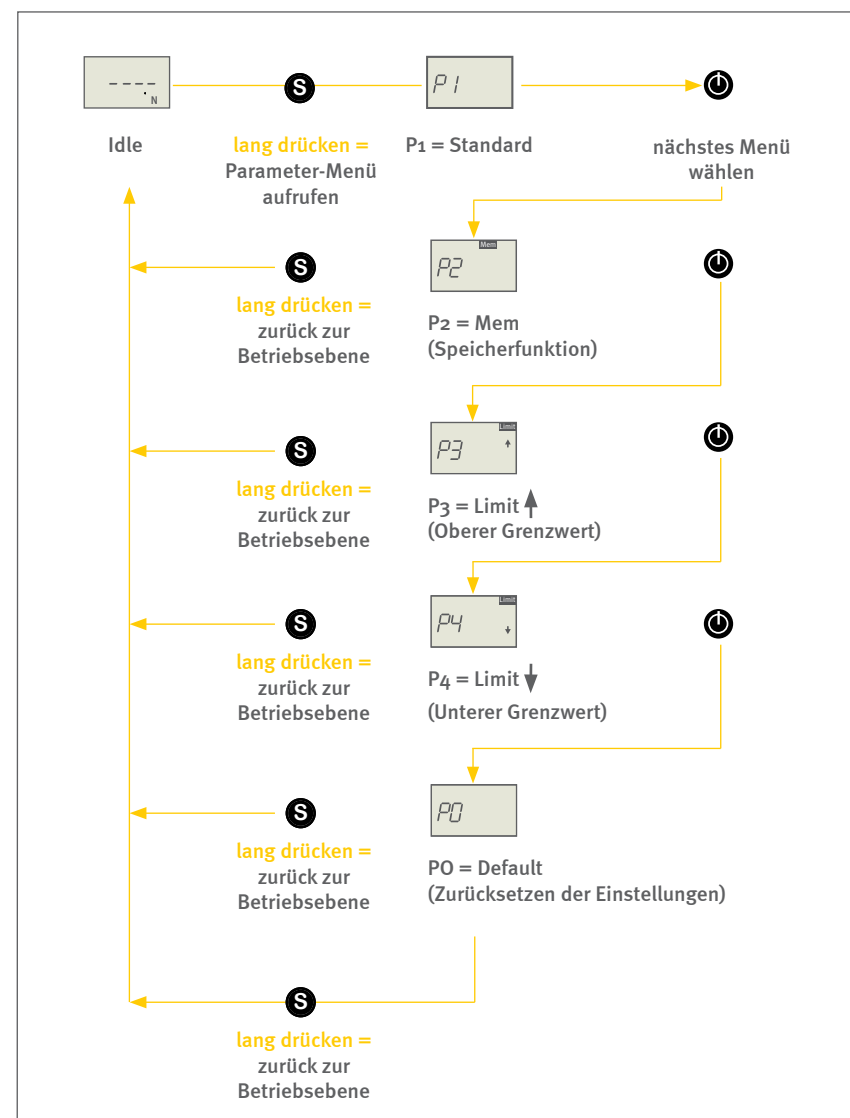 - - - -
N
S
P1
Idle
lang drücken =
Parameter-Menü
aufrufen
P1 = Standard
nächstes Menü
wählen
S
lang drücken =
zurück zur
Betriebsebene
Mem
P2
P2 = Mem
(Speicherfunktion)
S
lang drücken =
zurück zur
Betriebsebene
Limit
P3
P3 = Limit
(Oberer Grenzwert)
S
lang drücken =
zurück zur
Betriebsebene
Limit
P4
P4 = Limit
(Unterer Grenzwert)
S
lang drücken =
zurück zur
Betriebsebene
P0
PO = Default
(Zurücksetzen der Einstellungen)
S
lang drücken =
zurück zur
Betriebsebene